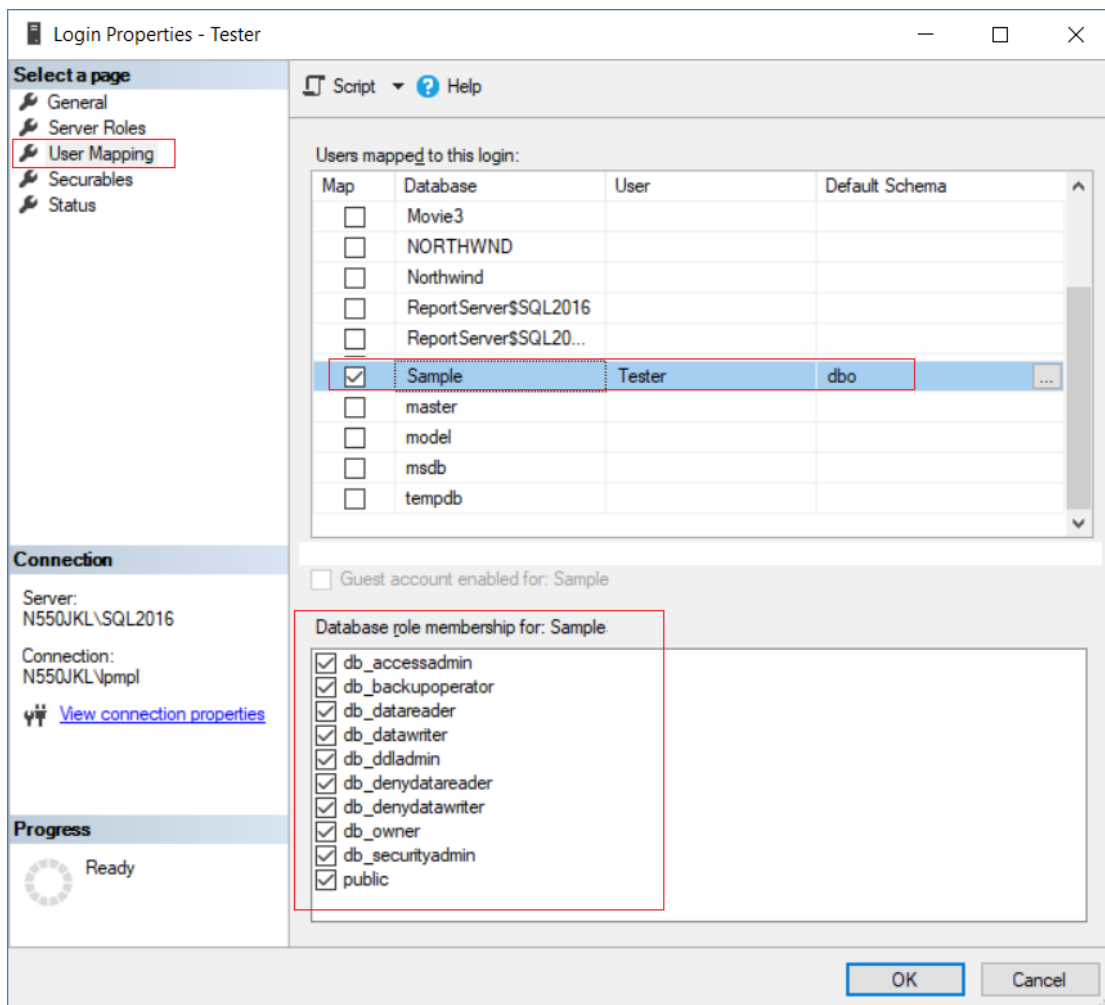 Login Properties - Tester
Select a page
General
Server Roles
User Mapping
Securables
Status
Script Help
Users mapped to this login:
Map Database User Default Schema
Movie3
NORTHWND
Northwind
ReportServer$SQL2016
ReportServer$SQL20...
Sample Tester dbo ...
master
model
msdb
tempdb
Guest account enabled for: Sample
Database role membership for: Sample
db_accessadmin
db_backupoperator
db_datareader
db_datawriter
db_ddladmin
db_denydatareader
db_denydatawriter
db_owner
db_securityadmin
public
Connection
Server:
N550JKL\SQL2016
Connection:
N550JKL\lpmpl
View connection properties
Progress
Ready
OK Cancel